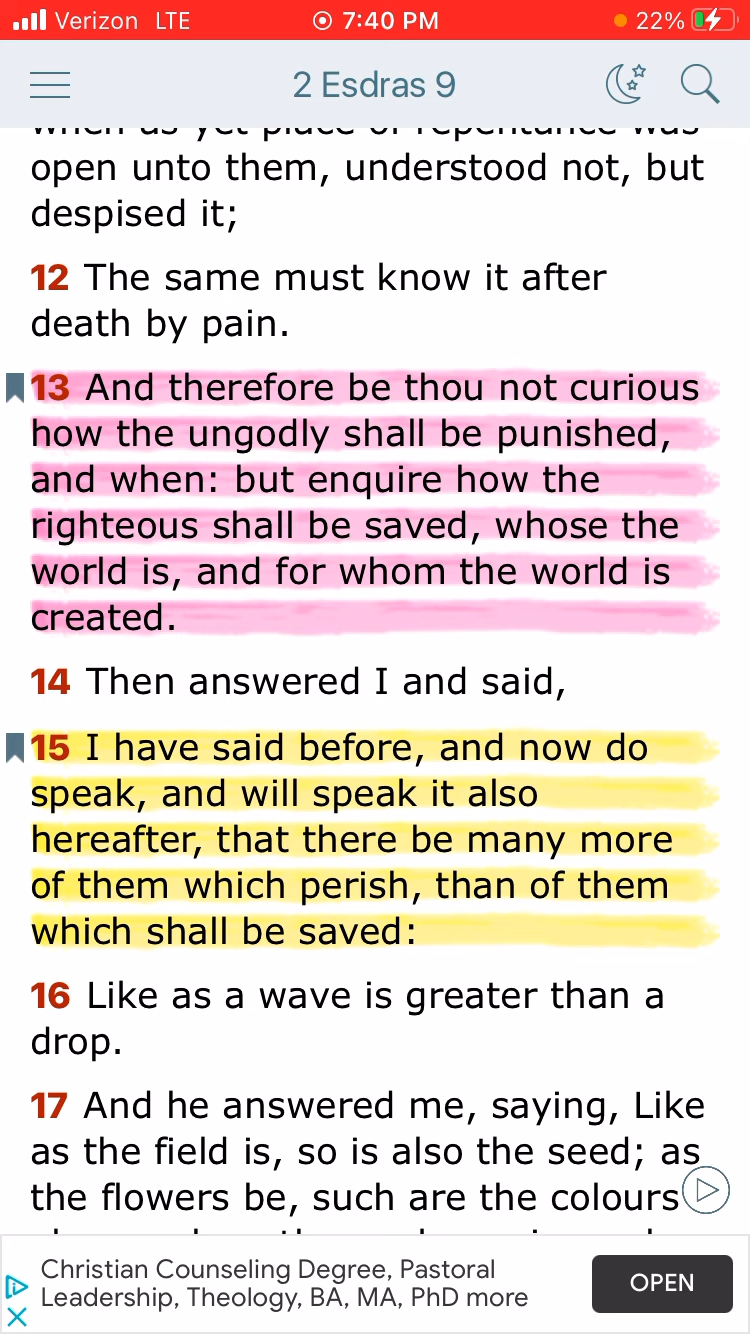 Verizon LTE 7:40 PM 22%
2 Esdras 9
when as yet place of repentance was
open unto them, understood not, but
despised it;
12 The same must know it after
death by pain.
13 And therefore be thou not curious
how the ungodly shall be punished,
and when: but enquire how the
righteous shall be saved, whose the
world is, and for whom the world is
created.
14 Then answered I and said,
15 I have said before, and now do
speak, and will speak it also
hereafter, that there be many more
of them which perish, than of them
which shall be saved:
16 Like as a wave is greater than a
drop.
17 And he answered me, saying, Like
as the field is, so is also the seed; as
the flowers be, such are the colours
Christian Counseling Degree, Pastoral
Leadership, Theology, BA, MA, PhD more
OPEN